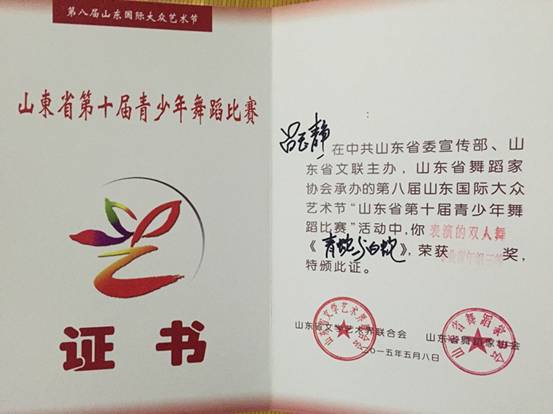 第八届山东国际大众艺术节
山東省第十届青少年舞蹈比赛
证书
静
在中共山东省委宣传部、山
东省文联主办，山东省舞蹈家
协会承办的第八届山东国际大众
艺术节“山东省第十届青少年舞
蹈比赛”活动中，你 表演的双人舞
《青蛇与白蛇》，荣获 奖，
特颁此证。
山东省文学艺术界联合会 山东省舞蹈家协会
二〇一五年五月八日